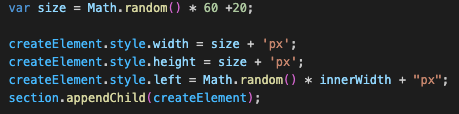 var size = Math.random() * 60 +20;
createElement.style.width = size + 'px';
createElement.style.height = size + 'px';
createElement.style.left = Math.random() * innerWidth + "px";
section.appendChild(createElement);